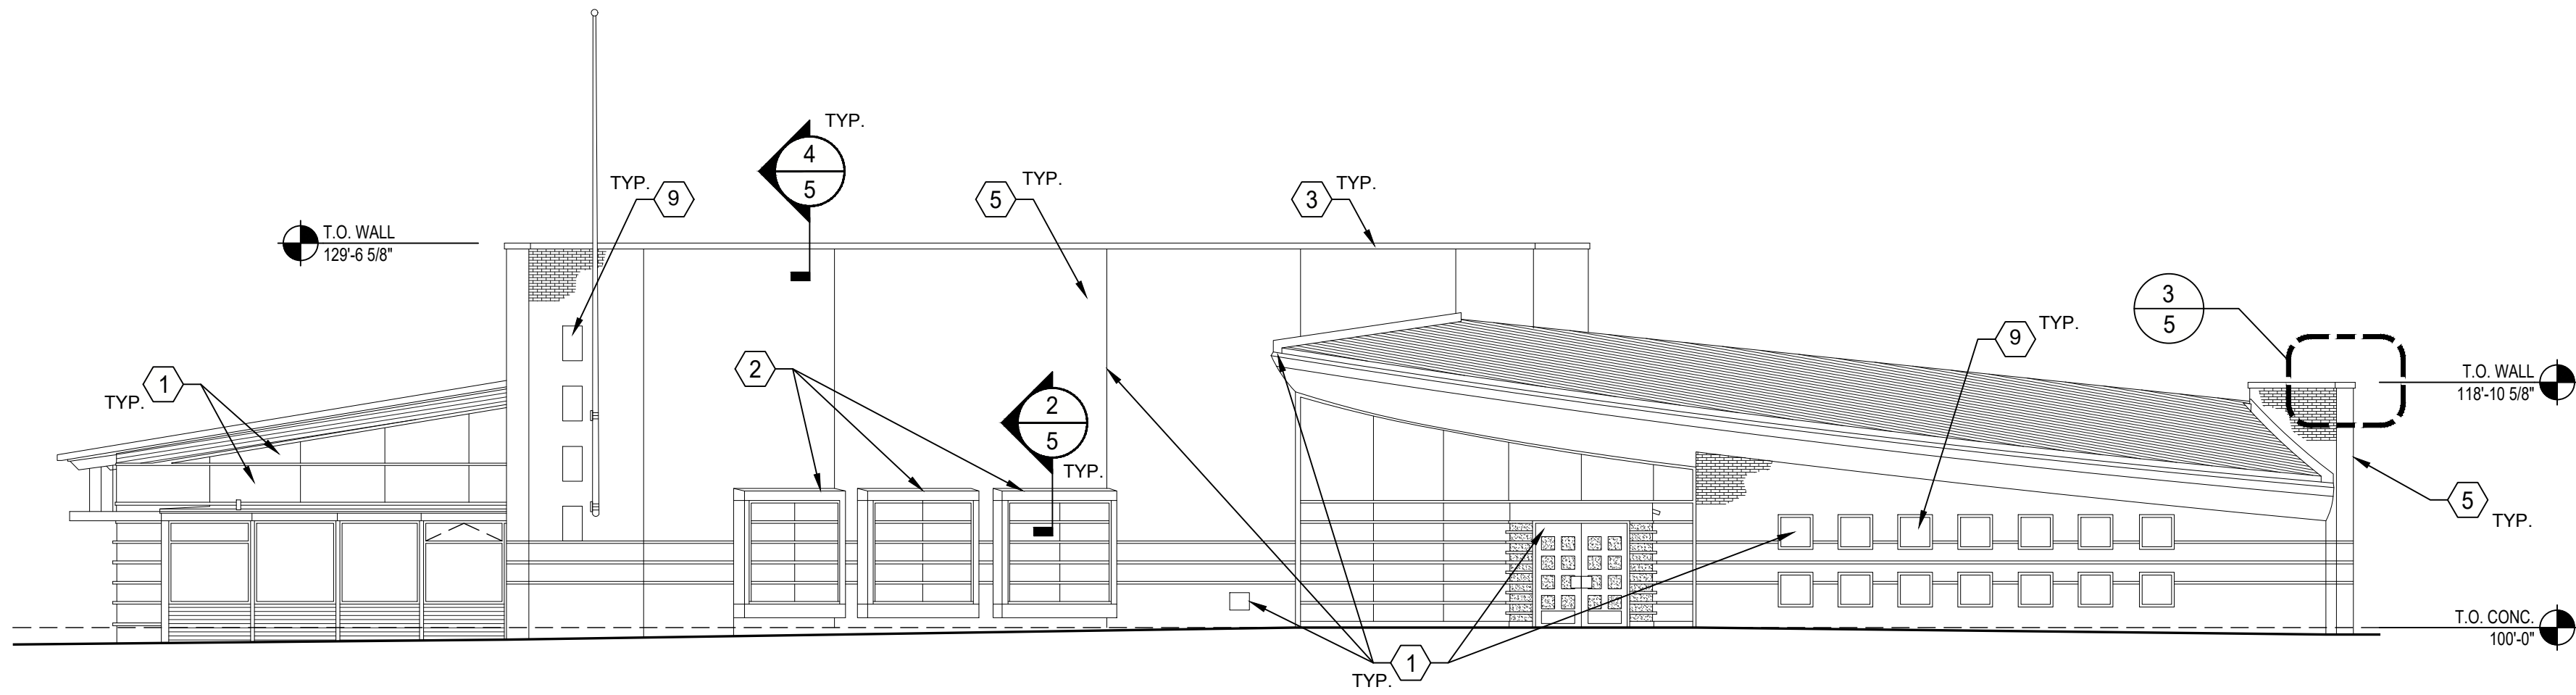 TYP.
4
5
TYP.
9
5
TYP.
3
TYP.
T.O. WALL
129'-6 5/8"
3
5
9
TYP.
2
1
TYP.
T.O. WALL
118'-10 5/8"
2
5
TYP.
5
TYP.
T.O. CONC.
100'-0"
1
TYP.